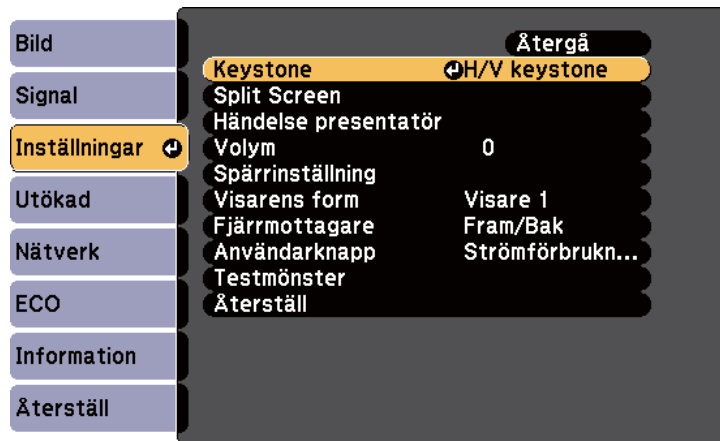 Bild
Signal
Inställningar
Utökad
Nätverk
ECO
Information
Återställ
Återgå
Keystone H/V keystone
Split Screen
Händelse presentatör
Volym 0
Spärrinställning
Visarens form Visare 1
Fjärrmottagare Fram/Bak
Användarknapp Strömförbrukn...
Testmönster
Återställ